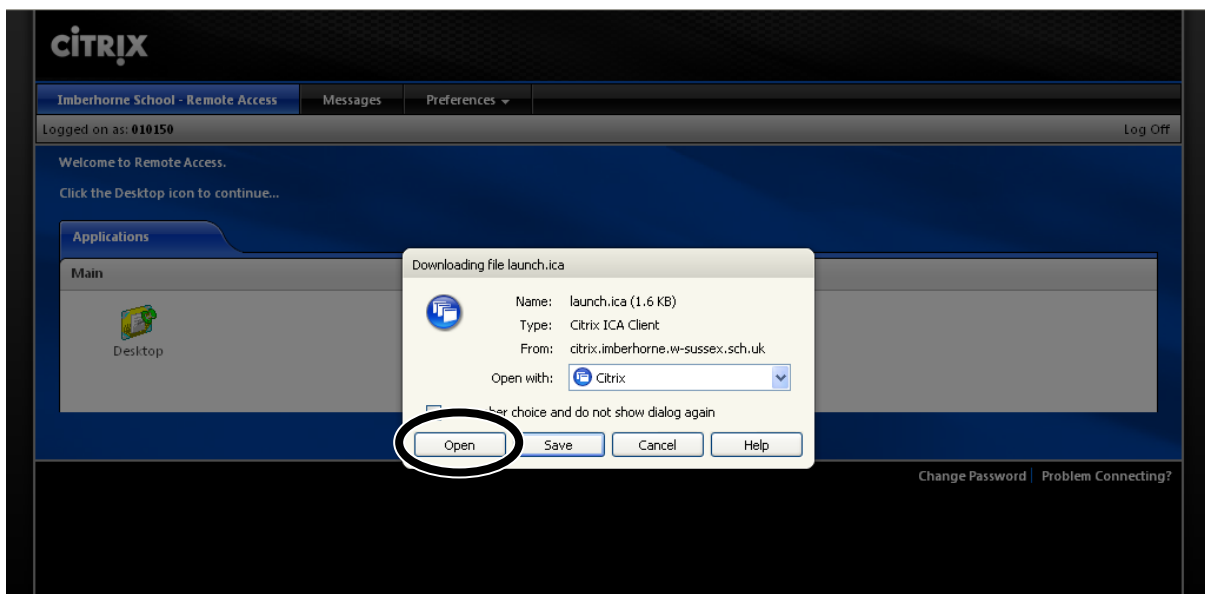 CITRIX
Imberhorne School - Remote Access Messages Preferences
Logged on as: 010150 Log Off
Welcome to Remote Access.
Click the Desktop icon to continue...
Applications
Main
Desktop
Downloading file launch.ica
Name: launch.ica (1.6 KB)
Type: Citrix ICA Client
From: citrix.imberhorne.w-sussex.sch.uk
Open with: Citrix
choice and do not show dialog again
Open Save Cancel Help
Change Password Problem Connecting?